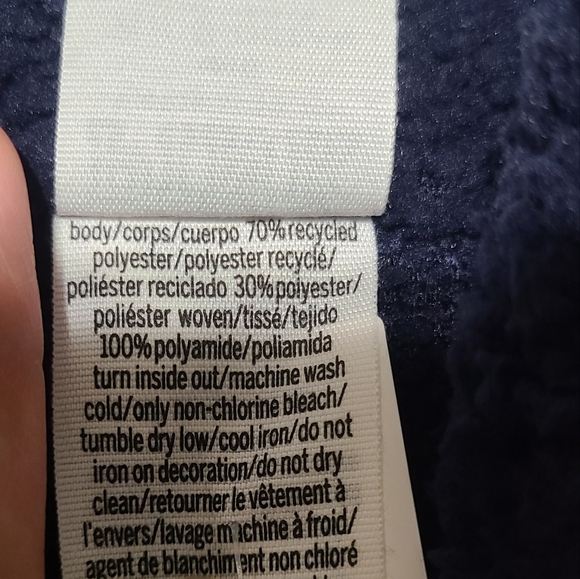 body/corps/cuerpo 70%recycled
polyester/polyester recyclé/
poliéster reciclado 30%polyester/
poliéster woven/tissé/tejido
100%polyamide/poliamida
turn inside out/machine wash
cold/only non-chlorine bleach/
tumble dry low/cool iron/do not
iron on decoration/do not dry
clean/retourner le vêtement à
l'envers/lavage machine à froid/
agent de blanchiment non chloré